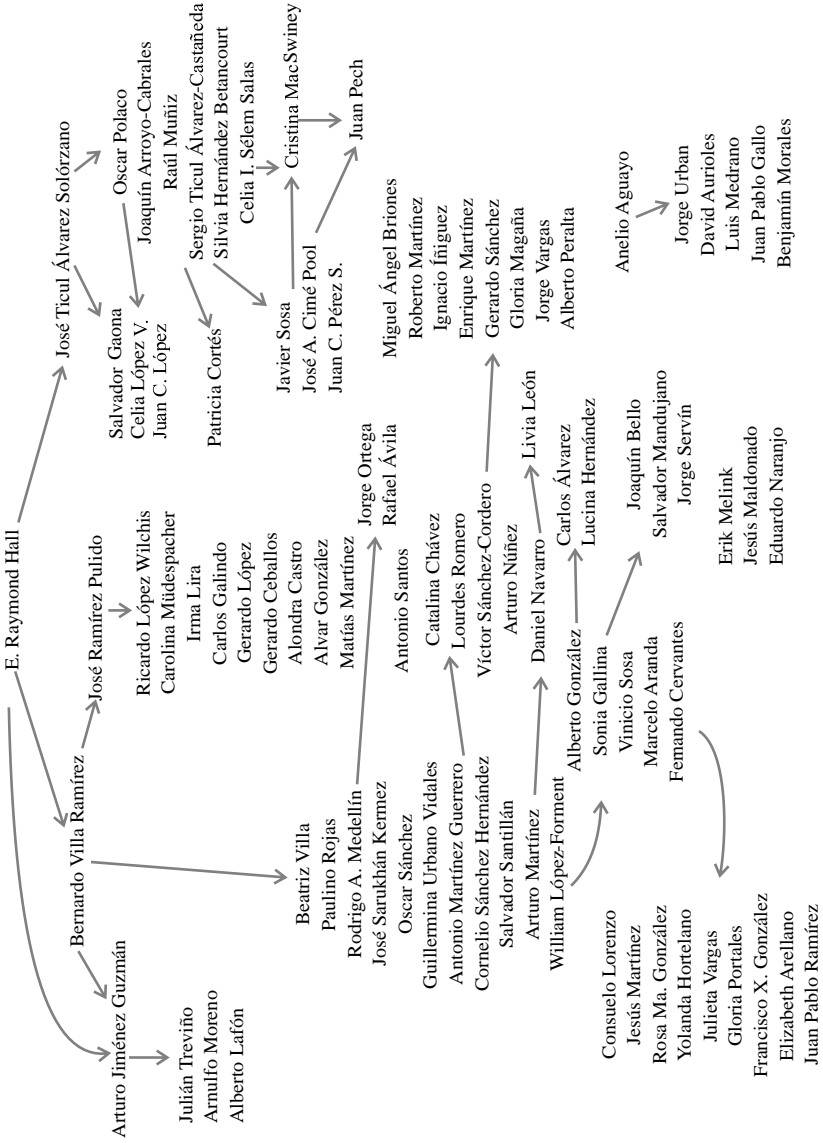 E. Raymond Hall
José Ticul Álvarez Solórzano
Bernardo Villa Ramírez
José Ramírez Pulido
Arturo Jiménez Guzmán
Julián Treviño
Arnulfo Moreno
Alberto Lafón
Ricardo López Wilchis
Carolina Müdespacher
Irma Lira
Carlos Galindo
Gerardo López
Gerardo Ceballos
Alondra Castro
Alvar González
Matías Martínez
Salvador Gaona
Celia López V.
Juan C. López
Oscar Polaco
Joaquín Arroyo-Cabrales
Raúl Muñiz
Sergio Ticul Álvarez-Castañeda
Silvia Hernández Betancourt
Celia I. Sélem Salas
Patricia Cortés
Cristina MacSwiney
Javier Sosa
José A. Cimé Pool
Juan C. Pérez S.
Juan Pech
Beatriz Villa
Paulino Rojas
Rodrigo A. Medellín
José Sarukhán Kermez
Oscar Sánchez
Guillermina Urbano Vidales
Antonio Martínez Guerrero
Cornelio Sánchez Hernández
Salvador Santillán
Arturo Martínez
William López-Forment
Jorge Ortega
Rafael Ávila
Antonio Santos
Catalina Chávez
Lourdes Romero
Víctor Sánchez-Cordero
Arturo Núñez
Daniel Navarro
Livia León
Miguel Ángel Briones
Roberto Martínez
Ignacio Íñiguez
Enrique Martínez
Gerardo Sánchez
Gloria Magaña
Jorge Vargas
Alberto Peralta
Alberto González
Sonia Gallina
Vinicio Sosa
Marcelo Aranda
Fernando Cervantes
Carlos Álvarez
Lucina Hernández
Joaquín Bello
Salvador Mandujano
Jorge Servín
Anelio Aguayo
Jorge Urban
David Aurioles
Luis Medrano
Juan Pablo Gallo
Benjamín Morales
Consuelo Lorenzo
Jesús Martínez
Rosa Ma. González
Yolanda Hortelano
Julieta Vargas
Gloria Portales
Francisco X. González
Elizabeth Arellano
Juan Pablo Ramírez
Erik Melink
Jesús Maldonado
Eduardo Naranjo